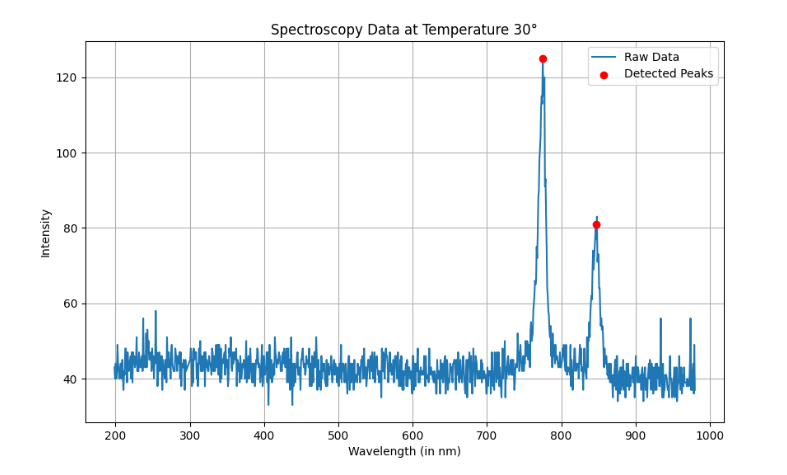 Spectroscopy Data at Temperature 30°
Raw Data
Detected Peaks
Intensity
120
100
80
60
40
200 300 400 500 600 700 800 900 1000
Wavelength (in nm)